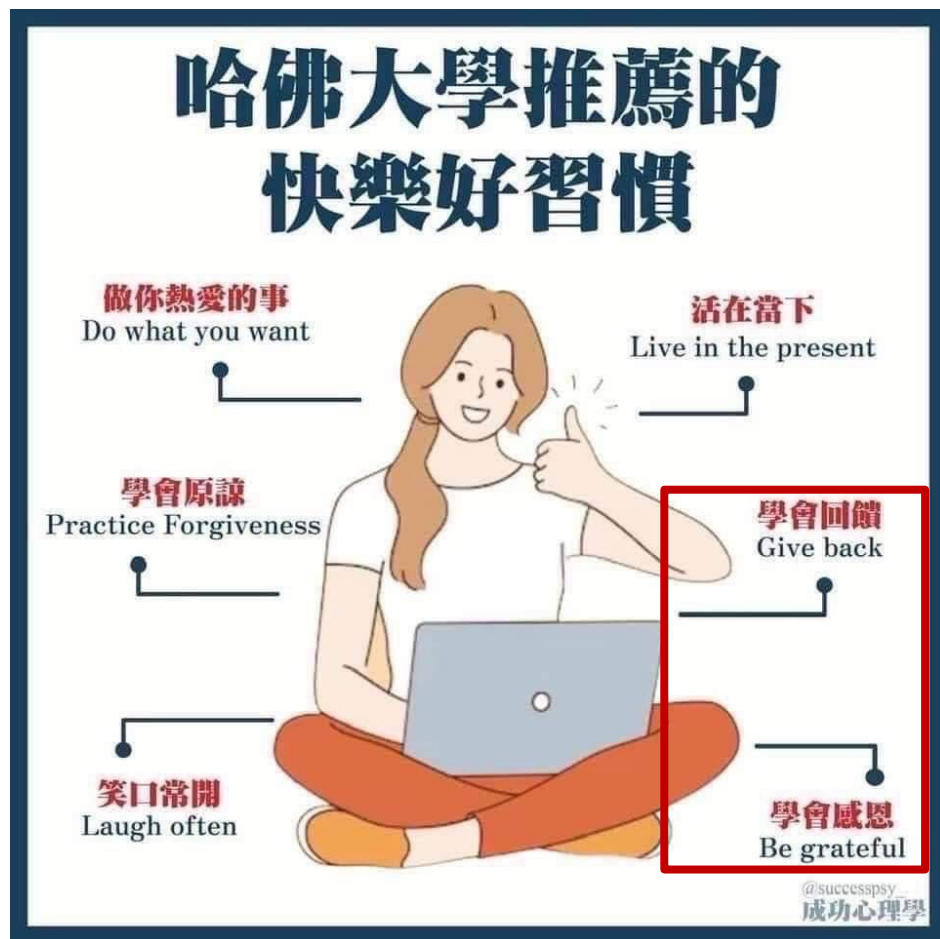 哈佛大學推薦的
快樂好習慣
做你熱愛的事
Do what you want
活在當下
Live in the present
學會原諒
Practice Forgiveness
學會回饋
Give back
笑口常開
Laugh often
學會感恩
Be grateful
@successpsy_
成功心理學